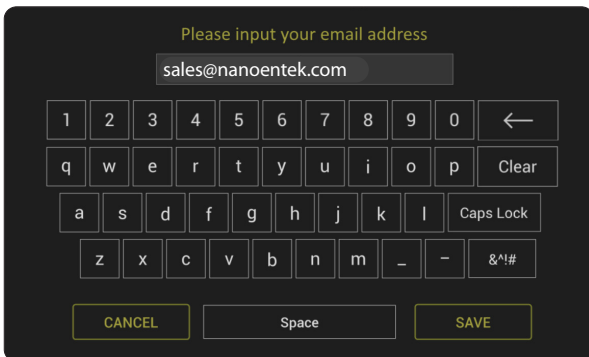 Please input your email address
sales@nanoentek.com
1 2 3 4 5 6 7 8 9 0 ←
q w e r t y u i o p Clear
a s d f g h j k l Caps Lock
z x c v b n m _ – &^!#
CANCEL Space SAVE